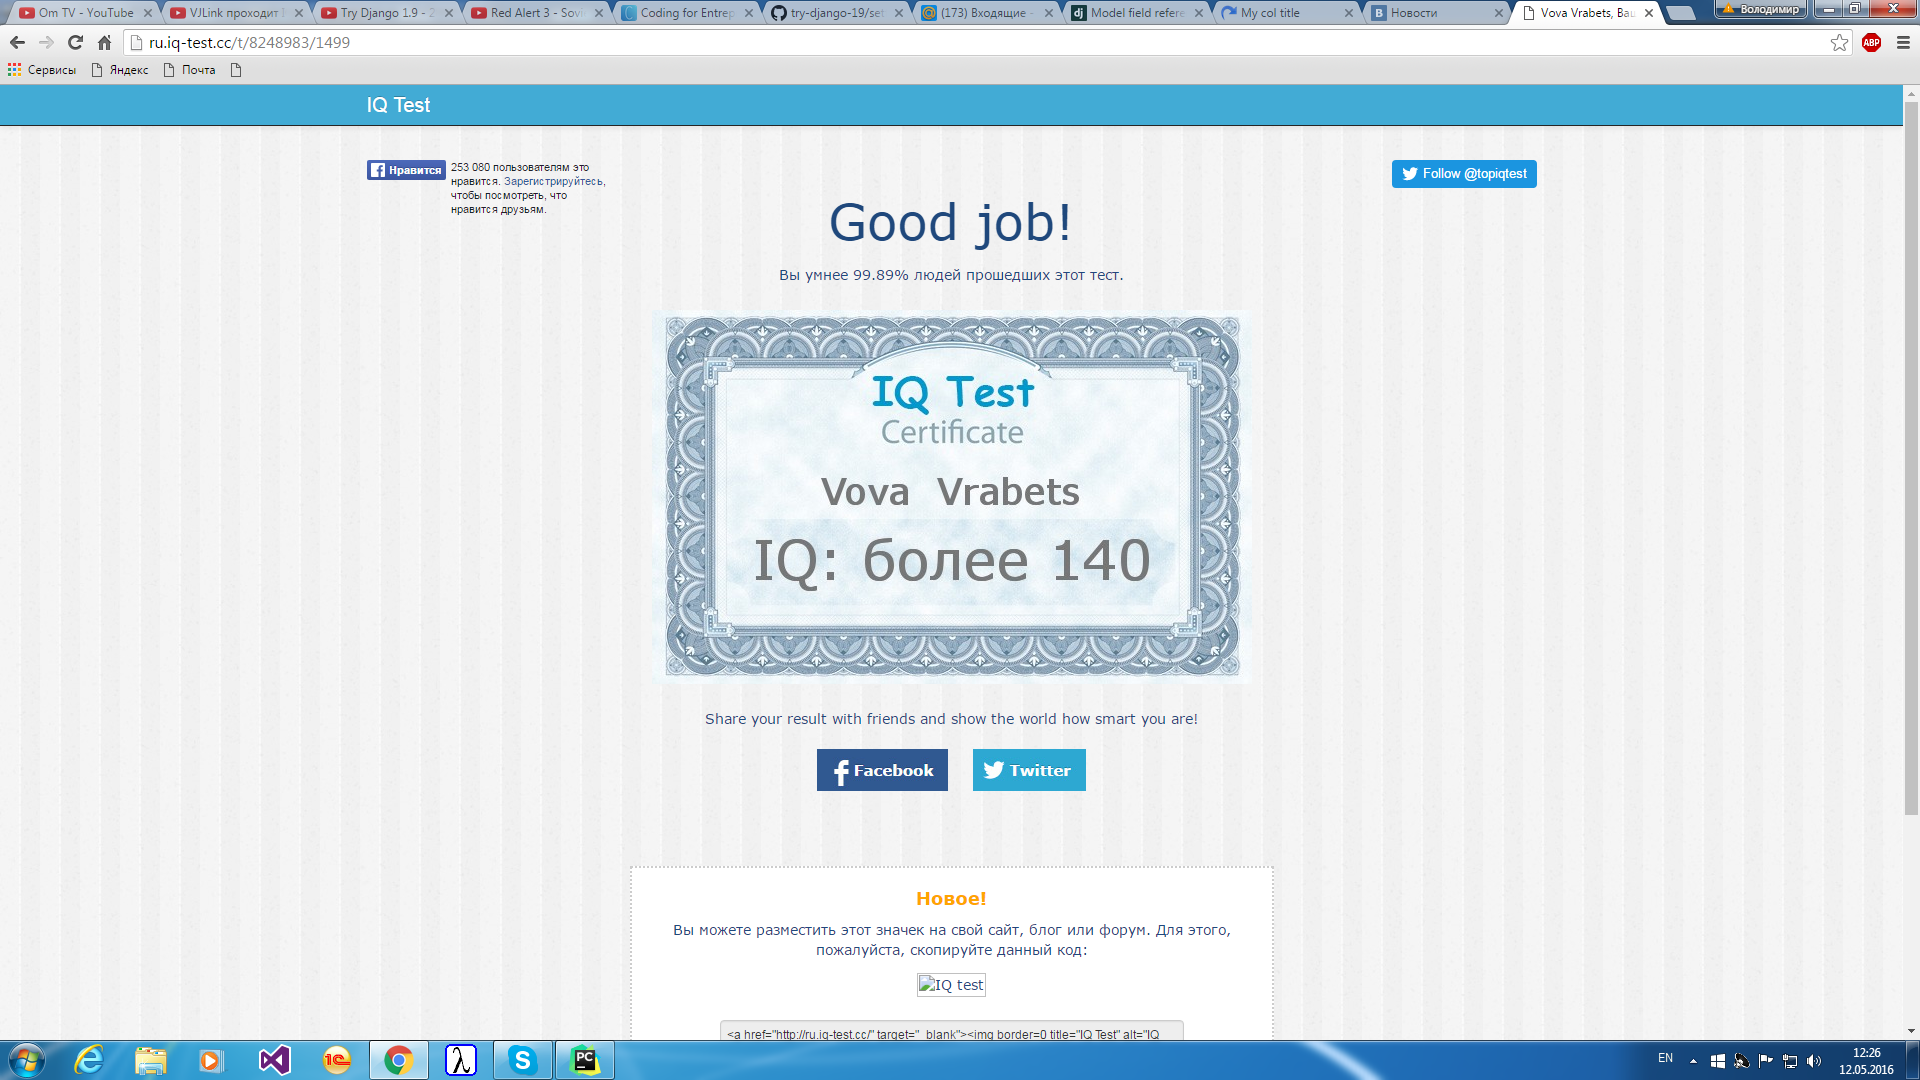 Om TV - YouTube
VJLink проходит
Try Django 1.9 - 2
Red Alert 3 - Sovi
Coding for Entrep
try-django-19/set
(173) Входящие -
Model field refere
My col title
Новости
Vova Vrabets, Ваш
Володимир
ru.iq-test.cc/t/8248983/1499
ABP
Сервисы
Яндекс
Почта
IQ Test
Нравится
253 080 пользователям это
нравится. Зарегистрируйтесь,
чтобы посмотреть, что
нравится друзьям.
Follow @topiqtest
Good job!
Вы умнее 99.89% людей прошедших этот тест.
IQ Test
Certificate
Vova Vrabets
IQ: более 140
Share your result with friends and show the world how smart you are!
Facebook
Twitter
Новое!
Вы можете разместить этот значек на свой сайт, блог или форум. Для этого,
пожалуйста, скопируйте данный код:
IQ test
<a href="http://ru.iq-test.cc/" target="_blank"><img border=0 title="IQ Test" alt="IQ
EN
12:26
12.05.2016